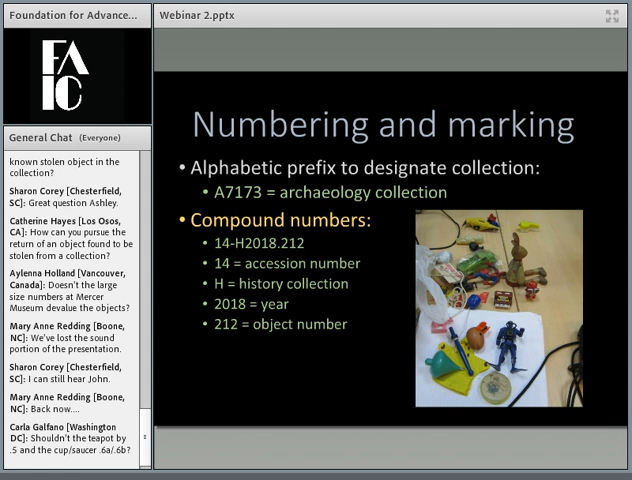 Foundation for Advance...
FA
IC
General Chat (Everyone)
known stolen object in the
collection?
Sharon Corey [Chesterfield,
SC]: Great question Ashley.
Catherine Hayes [Los Osos,
CA]: How can you pursue the
return of an object found to be
stolen from a collection?
Aylenna Holland [Vancouver,
Canada]: Doesn't the large
size numbers at Mercer
Museum devalue the objects?
Mary Anne Redding [Boone,
NC]: We've lost the sound
portion of the presentation.
Sharon Corey [Chesterfield,
SC]: I can still hear John.
Mary Anne Redding [Boone,
NC]: Back now....
Carla Galfano [Washington
DC]: Shouldn't the teapot by
.5 and the cup/saucer .6a/.6b?
Webinar 2.pptx
Numbering and marking
• Alphabetic prefix to designate collection:
• A7173 = archaeology collection
• Compound numbers:
• 14-H2018.212
• 14 = accession number
• H = history collection
• 2018 = year
• 212 = object number